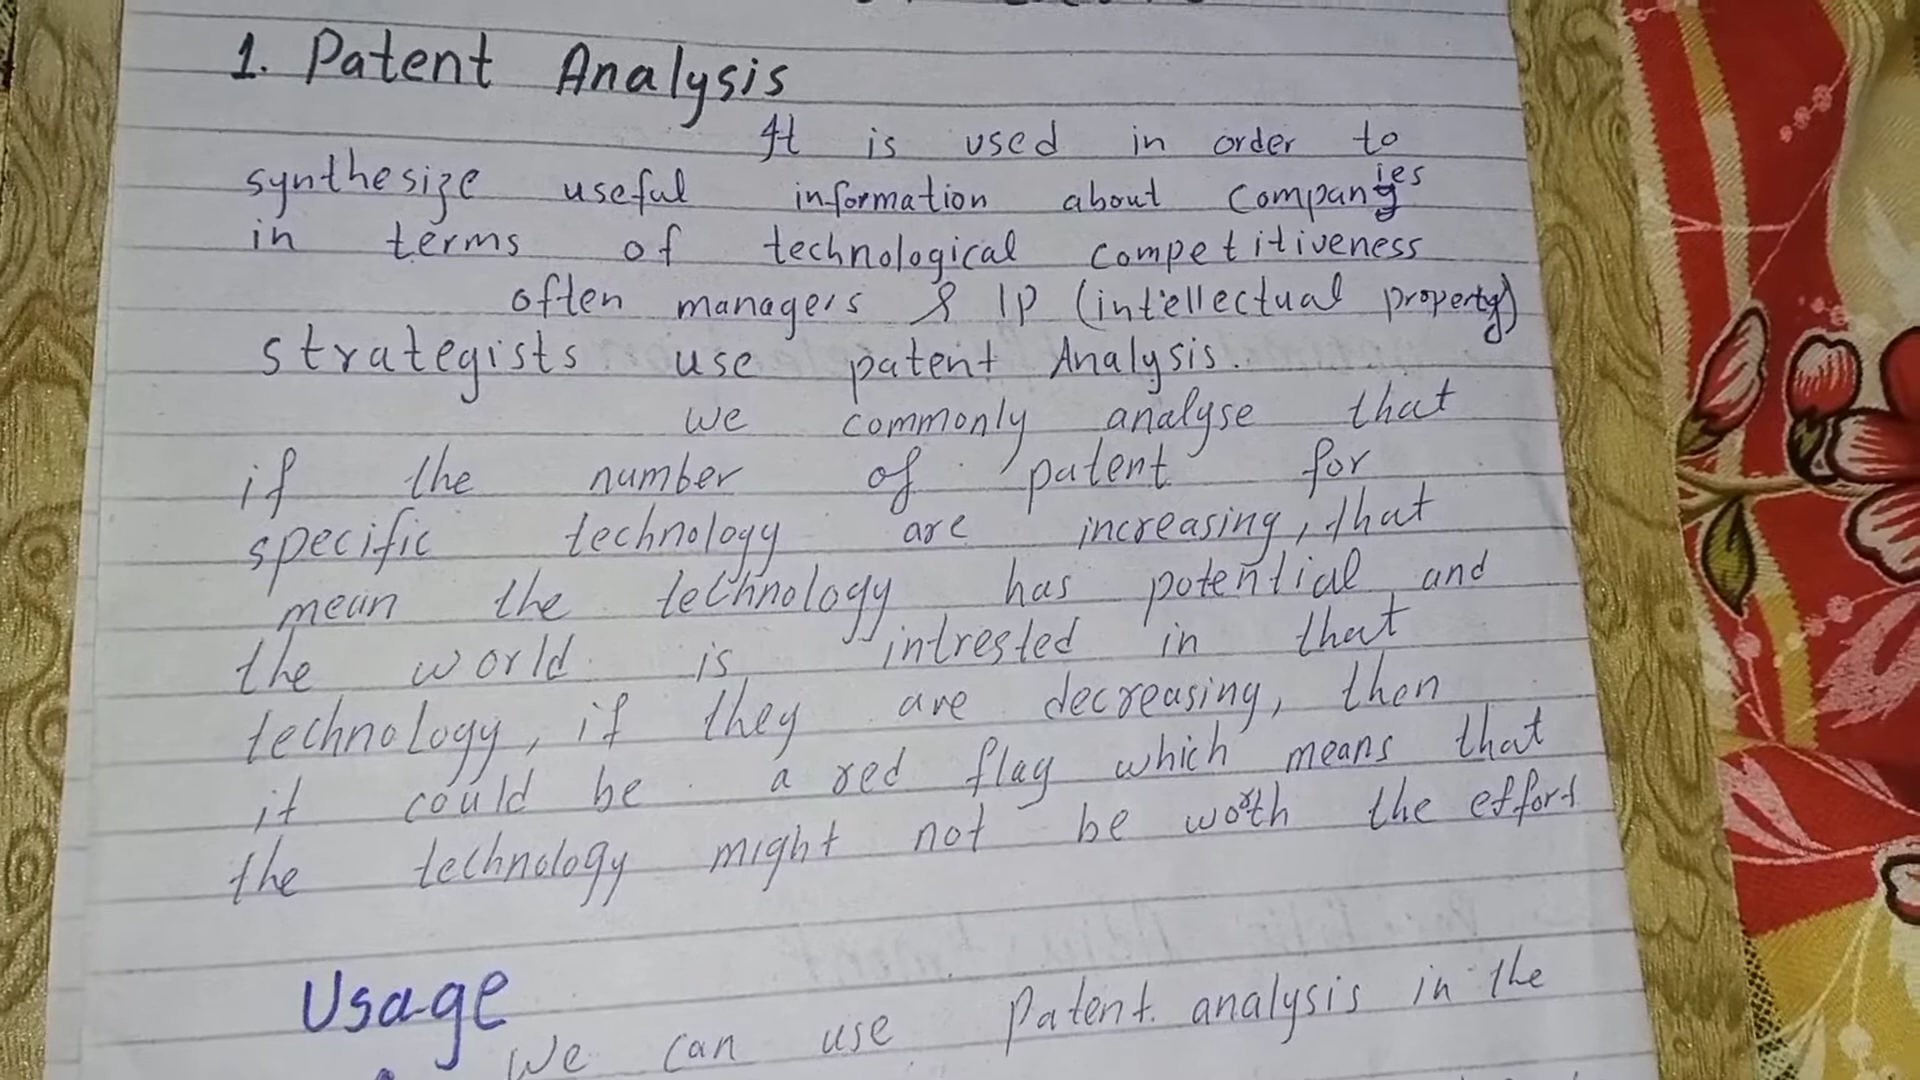 1. Patent Analysis
It is used in order to
synthesize useful information about companies
in terms of technological competitiveness
often managers & IP (intellectual property)
strategists use patent Analysis.
we commonly analyse that
if the number of patent for
specific technology are increasing, that
mean the technology has potential and
the world is intrested in that
technology, if they are decreasing, then
it could be a red flag which means that
the technology might not be worth the effort
Usage
We can use Patent analysis in the